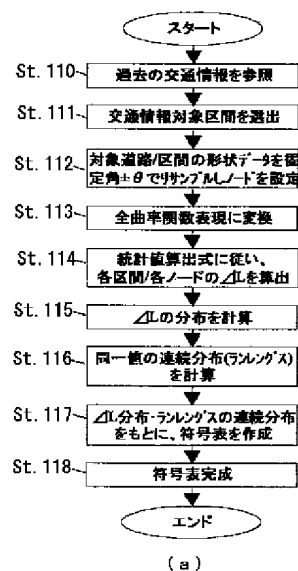 スタート
St. 110
過去の交通情報を参照
St. 111
交通情報対象区間を選出
St. 112
対象道路/区間の形状データを固
定角±θでリサンプルしノードを設定
St. 113
全曲率関数表現に変換
St. 114
統計値算出式に従い、
各区間/各ノードの⊿Lを算出
St. 115
⊿Lの分布を計算
St. 116
同一値の連続分布(ランレングス)
を計算
St. 117
⊿L分布・ランレングスの連続分布
をもとに、符号表を作成
St. 118
符号表完成
エンド
(a)